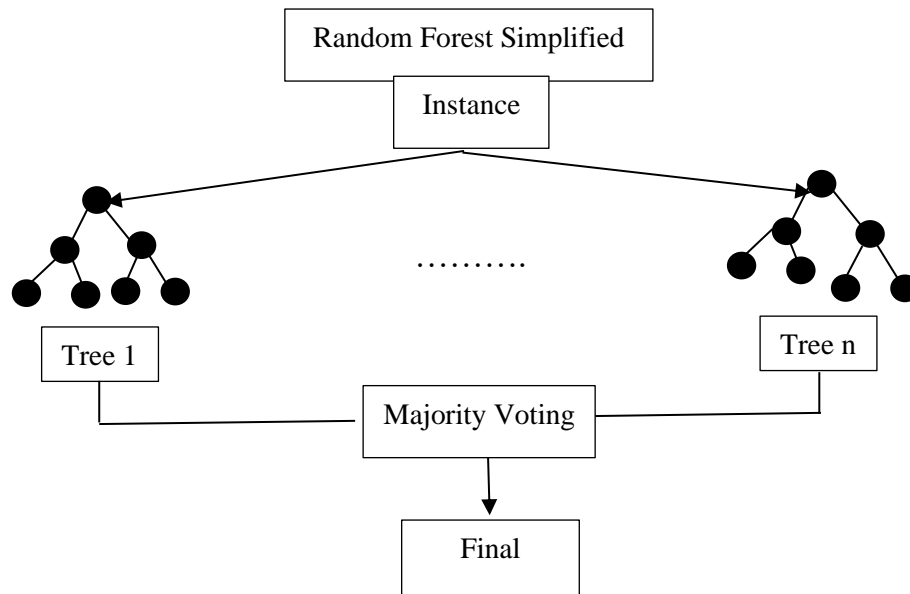 Random Forest Simplified
Instance
……….
Tree 1
Tree n
Majority Voting
Final